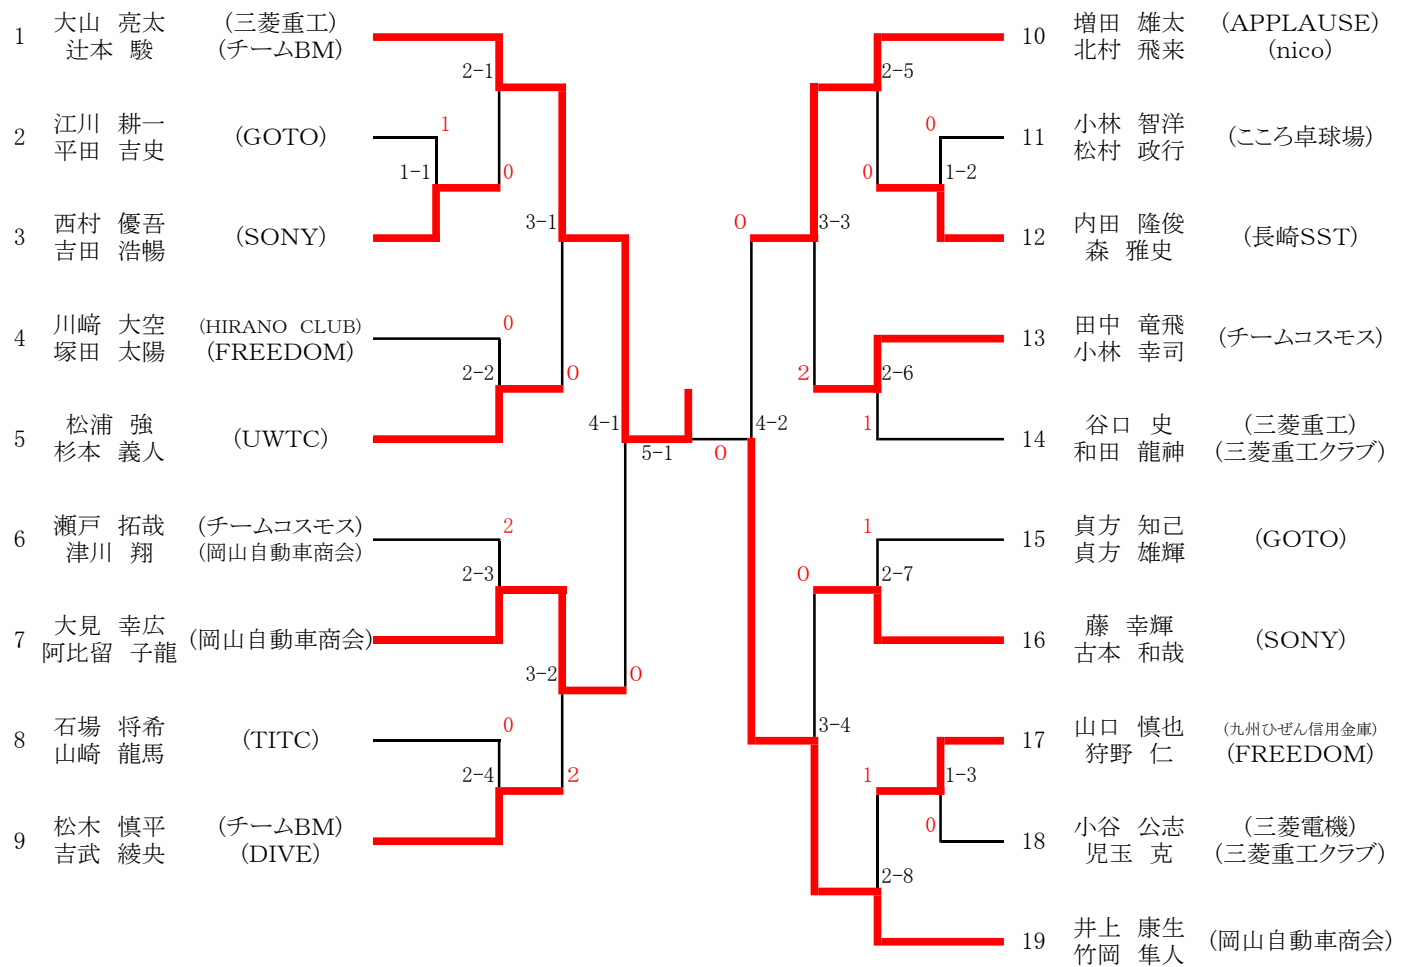 1 大山 亮太 (三菱重工)
辻本 駿 (チームBM)
2-1
2 江川 耕一 (GOTO) 1
平田 吉史
1-1 0
3 西村 優吾 (SONY)
吉田 浩暢
3-1
4 川﨑 大空 (HIRANO CLUB) 0
塚田 太陽 (FREEDOM)
2-2 0
5 松浦 強 (UWTC)
杉本 義人
4-1
5-1 0
6 瀬戸 拓哉 (チームコスモス) 2
津川 翔 (岡山自動車商会)
2-3
7 大見 幸広 (岡山自動車商会)
阿比留 子龍
3-2 0
8 石場 将希 (TITC) 0
山崎 龍馬
2-4 2
9 松木 慎平 (チームBM)
吉武 綾央 (DIVE)
10 増田 雄太 (APPLAUSE)
北村 飛来 (nico)
2-5
0 11 小林 智洋 (こころ卓球場)
松村 政行
0 1-2
0 3-3
12 内田 隆俊 (長崎SST)
森 雅史
13 田中 竜飛 (チームコスモス)
小林 幸司
2 2-6
4-2
1 14 谷口 史 (三菱重工)
和田 龍神 (三菱重工クラブ)
1 15 貞方 知己 (GOTO)
貞方 雄輝
0 2-7
16 藤 幸輝 (SONY)
古本 和哉
3-4
17 山口 慎也 (九州ひぜん信用金庫)
狩野 仁 (FREEDOM)
1 1-3
0 18 小谷 公志 (三菱電機)
児玉 克 (三菱重工クラブ)
2-8
19 井上 康生 (岡山自動車商会)
竹岡 隼人